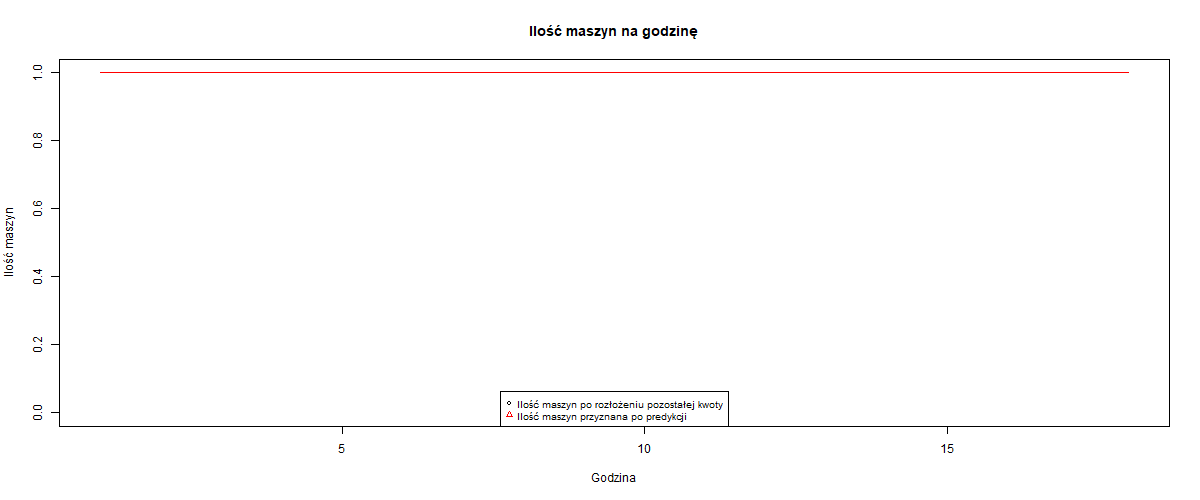 Ilość maszyn na godzinę
Ilość maszyn
1.0
0.8
0.6
0.4
0.2
0.0
Ilość maszyn po rozłożeniu pozostałej kwoty
Ilość maszyn przyznana po predykcji
5 10 15
Godzina